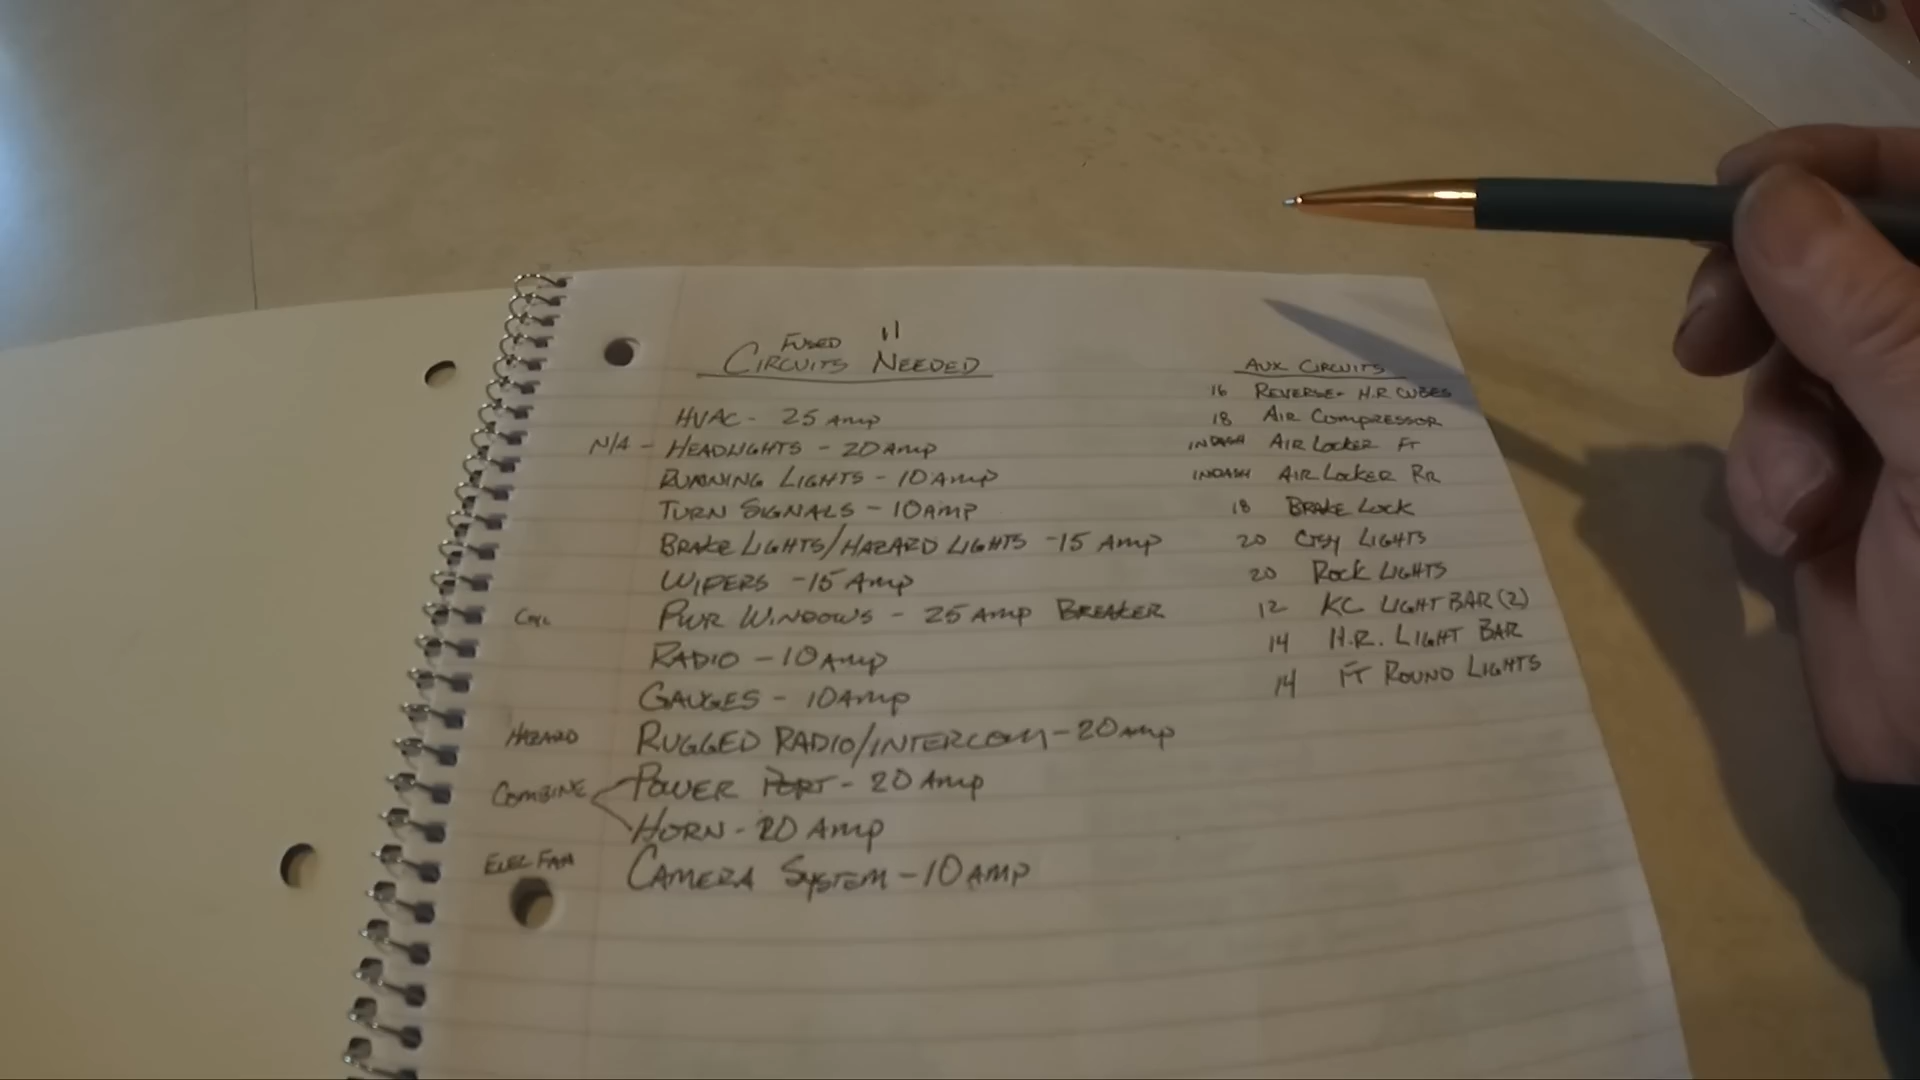 FUSED 11
CIRCUITS NEEDED
HVAC - 25 AMP
N/A - HEADLIGHTS - 20 AMP
RUNNING LIGHTS - 10 AMP
TURN SIGNALS - 10 AMP
BRAKE LIGHTS/HAZARD LIGHTS - 15 AMP
WIPERS - 15 AMP
COIL PWR WINDOWS - 25 AMP BREAKER
RADIO - 10 AMP
GAUGES - 10 AMP
HAZARD RUGGED RADIO/INTERCOM - 20 AMP
COMBINE POWER PORT - 20 AMP
HORN - 20 AMP
ELEC FAN CAMERA SYSTEM - 10 AMP
AUX CIRCUITS
16 REVERSE - H.R. CUBES
18 AIR COMPRESSOR
INDASH AIR LOCKER FT
INDASH AIR LOCKER RR
18 BRAKE LOCK
20 CTSY LIGHTS
20 ROCK LIGHTS
12 KC LIGHT BAR (2)
14 H.R. LIGHT BAR
14 FT ROUND LIGHTS